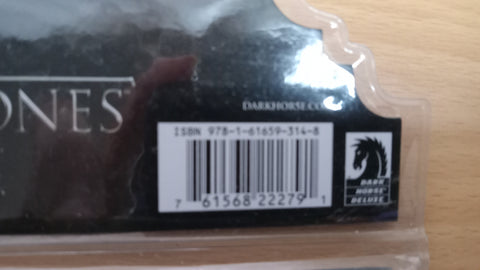 ONES
DARKHORSE.CO
ISBN 978-1-61659-314-8
7 61568 22279 1
DARK
HORSE
DELUXE